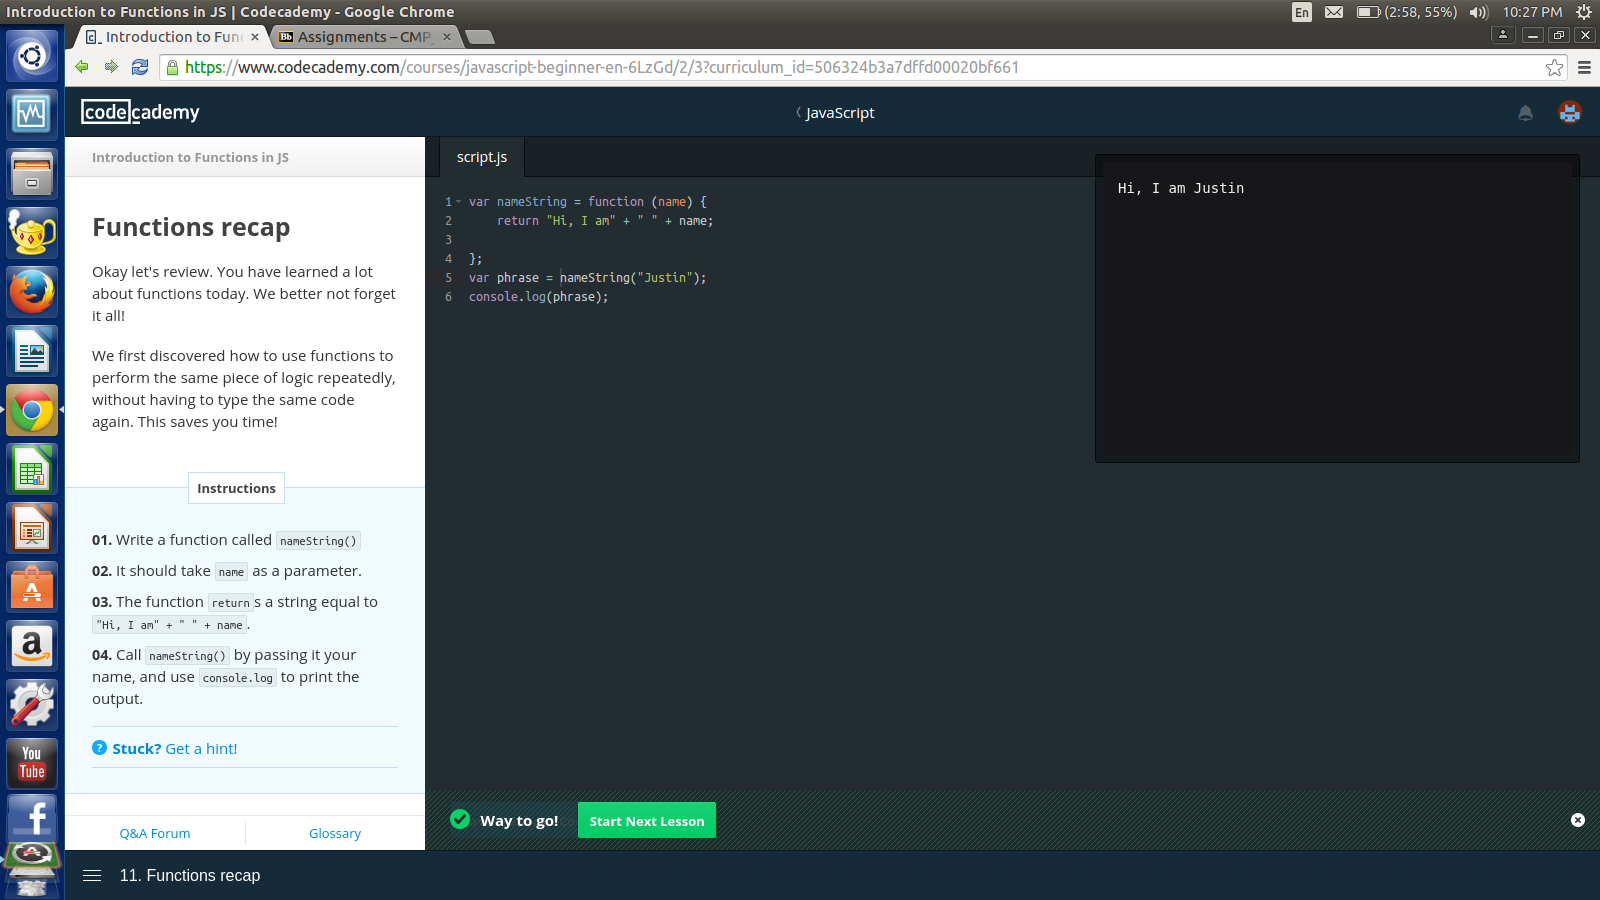 Introduction to Functions in JS | Codecademy - Google Chrome
En
(2:58, 55%)
10:27 PM
Introduction to Fun
Bb
Assignments – CMP
https://www.codecademy.com/courses/javascript-beginner-en-6LzGd/2/3?curriculum_id=506324b3a7dffd00020bf661
codecademy
JavaScript
Introduction to Functions in JS
Functions recap
Okay let's review. You have learned a lot
about functions today. We better not forget
it all!
We first discovered how to use functions to
perform the same piece of logic repeatedly,
without having to type the same code
again. This saves you time!
Instructions
01. Write a function called nameString()
02. It should take name as a parameter.
03. The function returns a string equal to
"Hi, I am" + " " + name.
04. Call nameString() by passing it your
name, and use console.log to print the
output.
? Stuck? Get a hint!
Q&A Forum
Glossary
script.js
1 var nameString = function (name) {
2 return "Hi, I am" + " " + name;
3
4 };
5 var phrase = nameString("Justin");
6 console.log(phrase);
Hi, I am Justin
Way to go!
Start Next Lesson
11. Functions recap
You
Tube
f
a